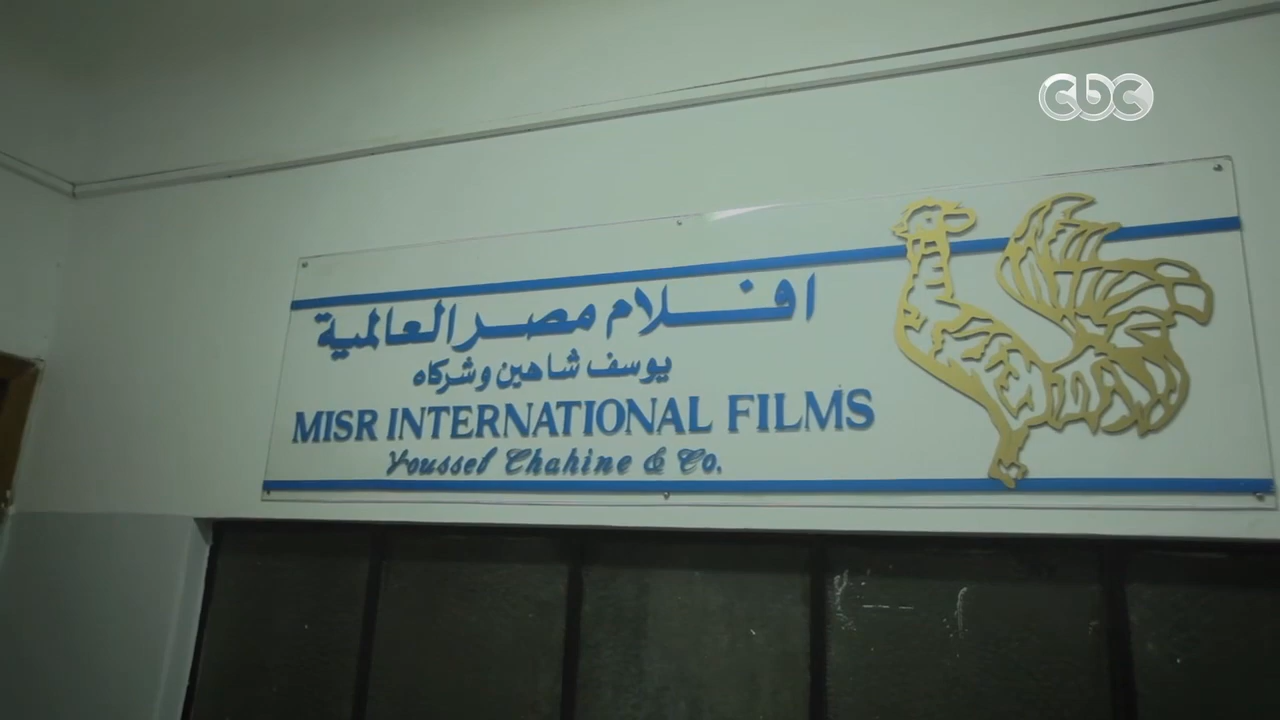 cbc
افلام مصر العالمية
يوسف شاهين وشركاه
MISR INTERNATIONAL FILMS
Youssef Chahine & Co.